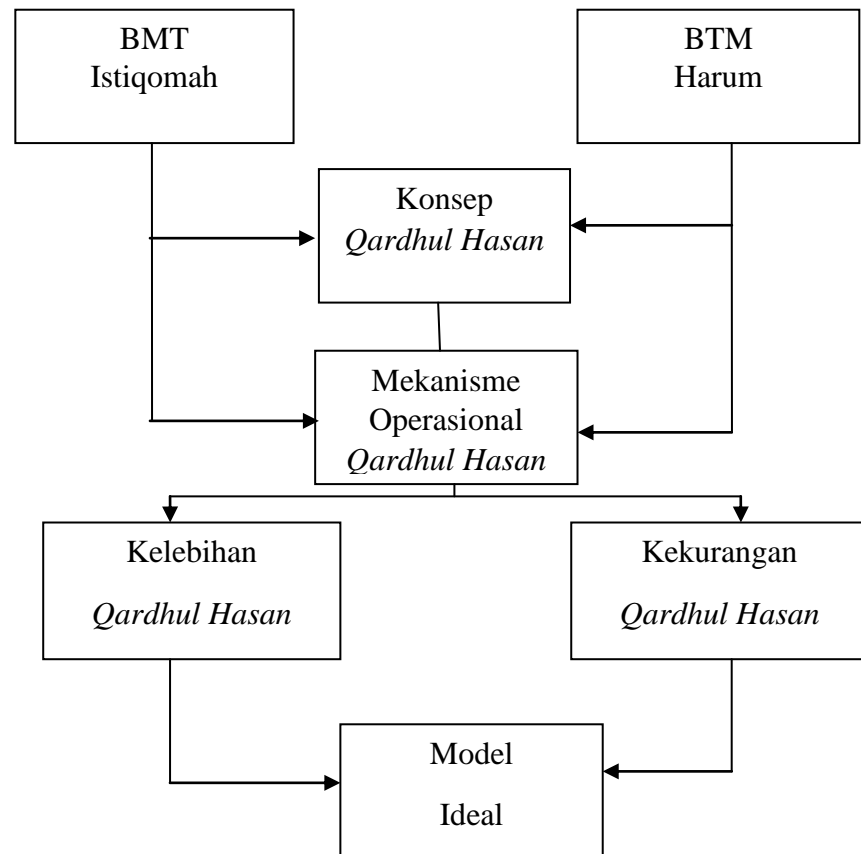 BMT
Istiqomah
BTM
Harum
Konsep
Qardhul Hasan
Mekanisme
Operasional
Qardhul Hasan
Kelebihan
Qardhul Hasan
Kekurangan
Qardhul Hasan
Model
Ideal